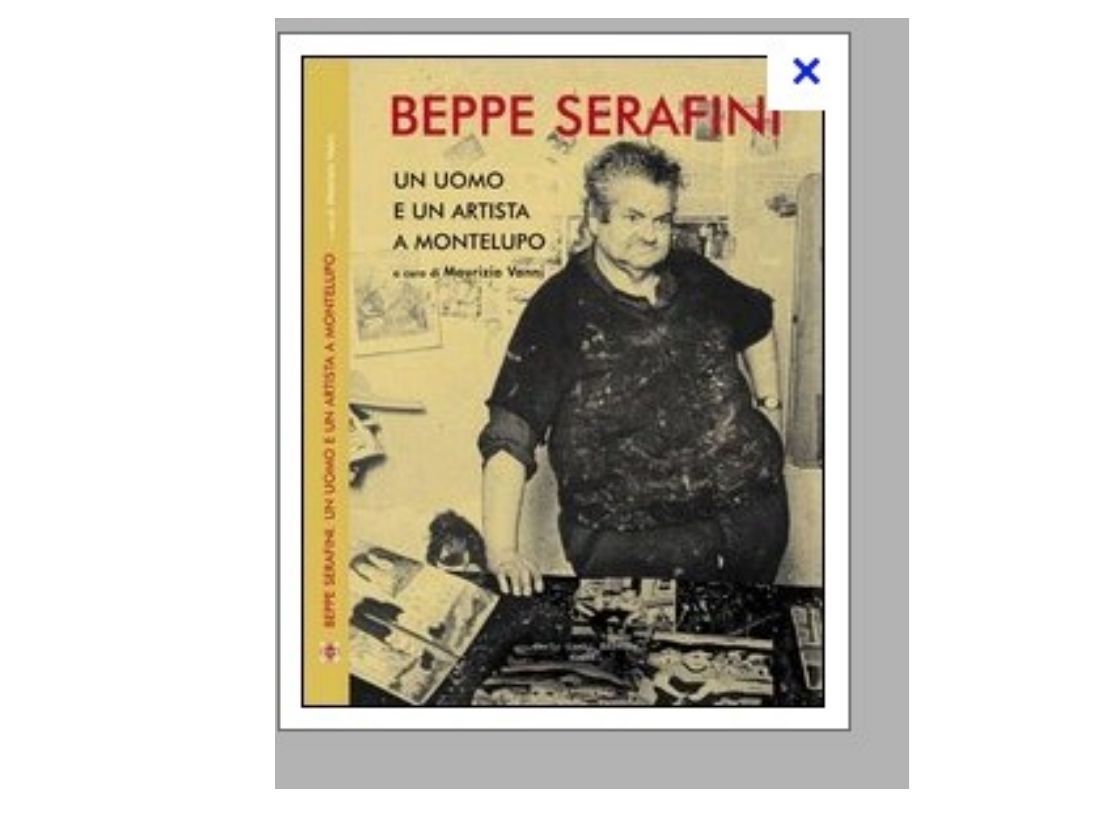 BEPPE SERAFINI
UN UOMO
E UN ARTISTA
A MONTELUPO
a cura di Maurizio Vanni
BEPPE SERAFINI. UN UOMO E UN ARTISTA A MONTELUPO